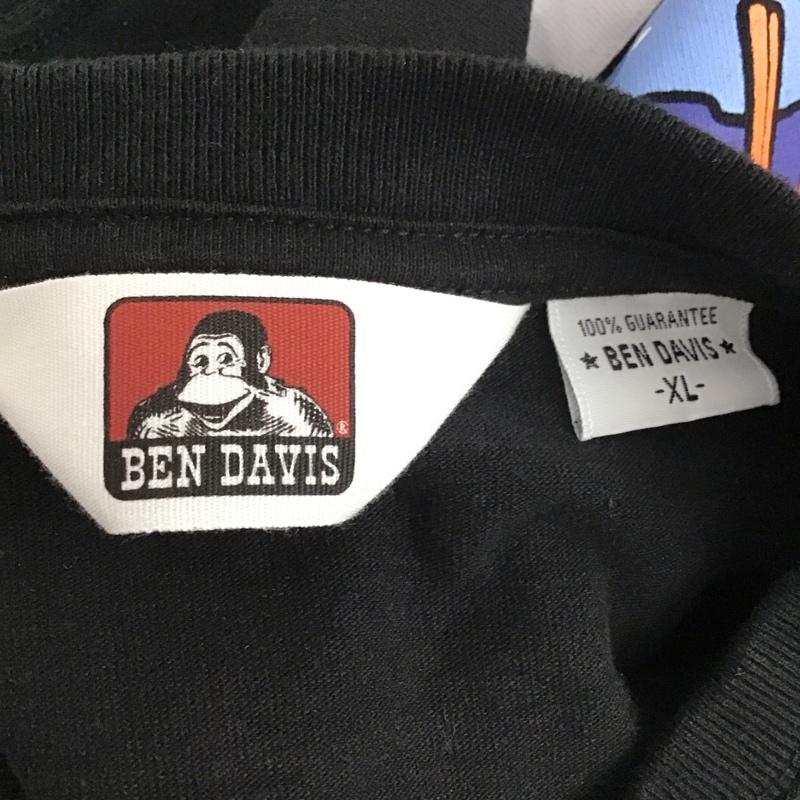 BEN DAVIS
®
100% GUARANTEE
★ BEN DAVIS ★
-XL-